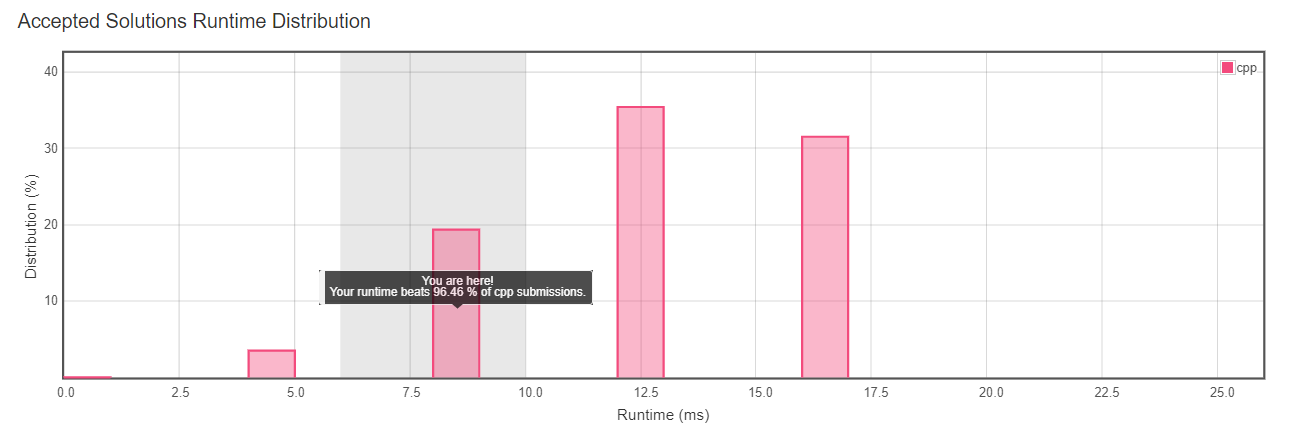 Accepted Solutions Runtime Distribution
cpp
40
30
20
10
Distribution (%)
You are here!
Your runtime beats 96.46 % of cpp submissions.
0.0 2.5 5.0 7.5 10.0 12.5 15.0 17.5 20.0 22.5 25.0
Runtime (ms)